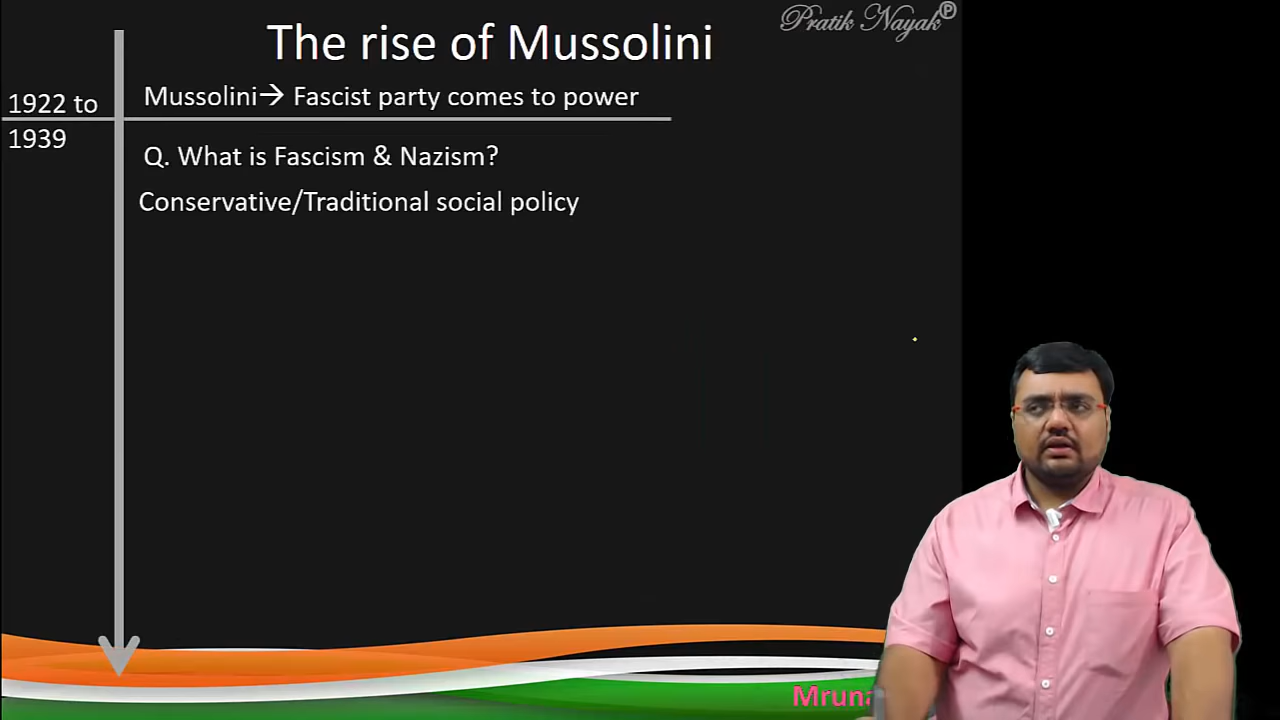 Pratik Nayak
The rise of Mussolini
1922 to
1939
Mussolini→ Fascist party comes to power
Q. What is Fascism & Nazism?
Conservative/Traditional social policy